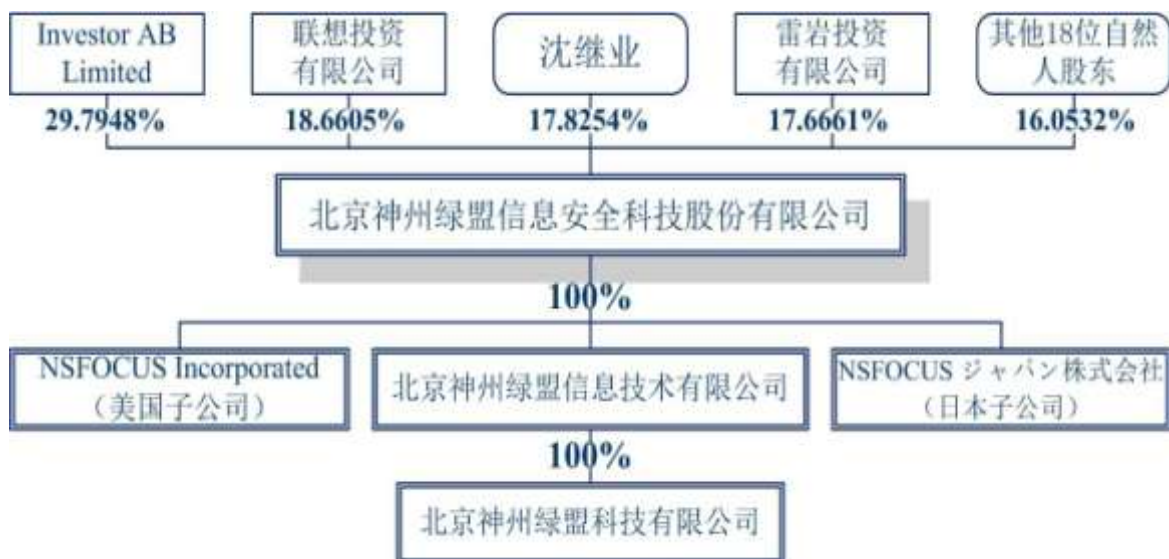 Investor AB
Limited
联想投资
有限公司
沈继业
雷岩投资
有限公司
其他18位自然
人股东
29.7948%
18.6605%
17.8254%
17.6661%
16.0532%
北京神州绿盟信息安全科技股份有限公司
100%
NSFOCUS Incorporated
（美国子公司）
北京神州绿盟信息技术有限公司
NSFOCUS ジャパン株式会社
（日本子公司）
100%
北京神州绿盟科技有限公司